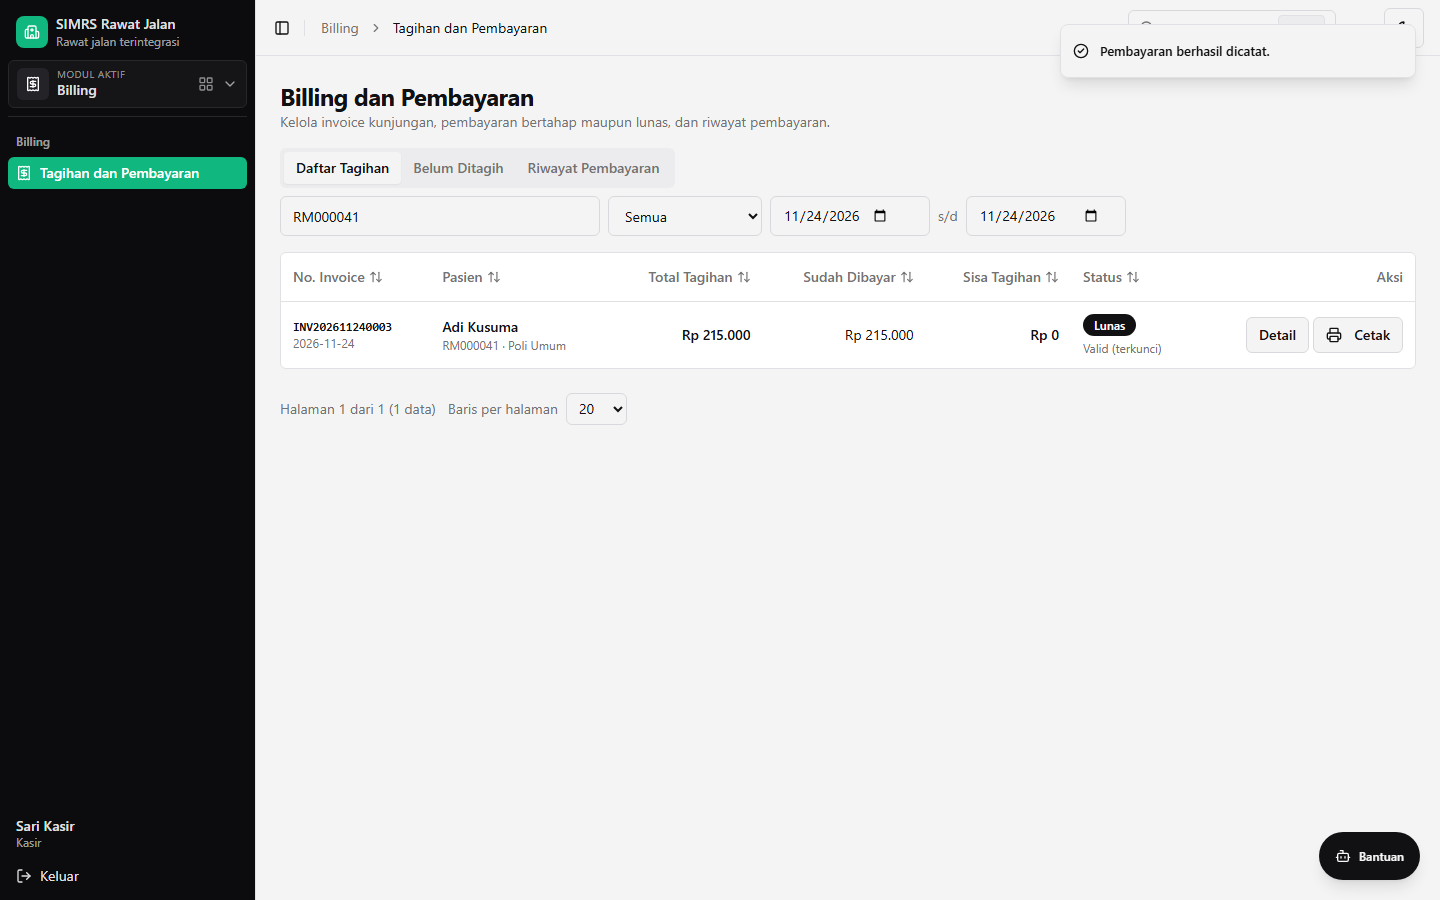 SIMRS Rawat Jalan
Rawat jalan terintegrasi
MODUL AKTIF
Billing
Billing
Tagihan dan Pembayaran
Sari Kasir
Kasir
Keluar
Billing > Tagihan dan Pembayaran
Pembayaran berhasil dicatat.
Billing dan Pembayaran
Kelola invoice kunjungan, pembayaran bertahap maupun lunas, dan riwayat pembayaran.
Daftar Tagihan Belum Ditagih Riwayat Pembayaran
RM000041 Semua 11/24/2026 s/d 11/24/2026
No. Invoice Pasien Total Tagihan Sudah Dibayar Sisa Tagihan Status Aksi
INV202611240003 Adi Kusuma Rp 215.000 Rp 215.000 Rp 0 Lunas Detail Cetak
2026-11-24 RM000041 · Poli Umum Valid (terkunci)
Halaman 1 dari 1 (1 data) Baris per halaman 20
Bantuan